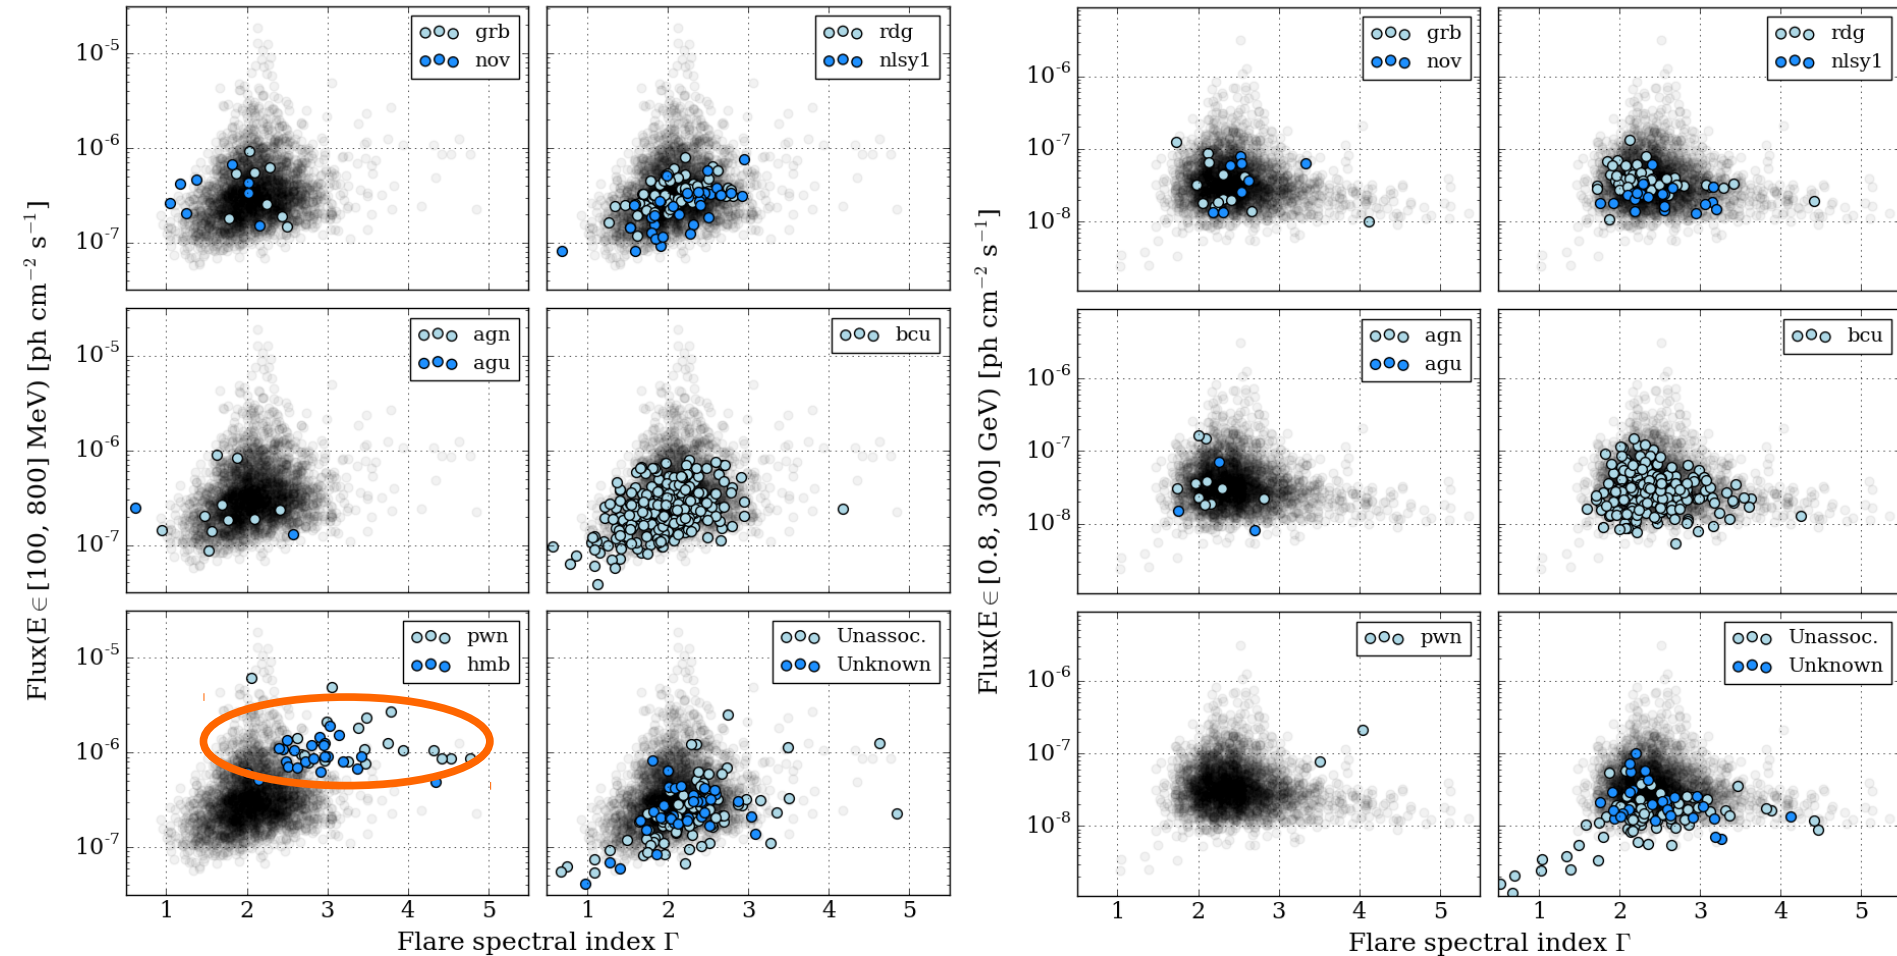 Flux(E ∈ [100, 800] MeV) [ph cm⁻² s⁻¹]
10⁻⁵
10⁻⁶
10⁻⁷
grb
nov
rdg
nlsy1
10⁻⁵
10⁻⁶
10⁻⁷
agn
agu
bcu
10⁻⁵
10⁻⁶
10⁻⁷
pwn
hmb
Unassoc.
Unknown
1 2 3 4 5
1 2 3 4 5
Flare spectral index Γ
Flux(E ∈ [0.8, 300] GeV) [ph cm⁻² s⁻¹]
10⁻⁶
10⁻⁷
10⁻⁸
grb
nov
rdg
nlsy1
10⁻⁶
10⁻⁷
10⁻⁸
agn
agu
bcu
10⁻⁶
10⁻⁷
10⁻⁸
pwn
Unassoc.
Unknown
1 2 3 4 5
1 2 3 4 5
Flare spectral index Γ